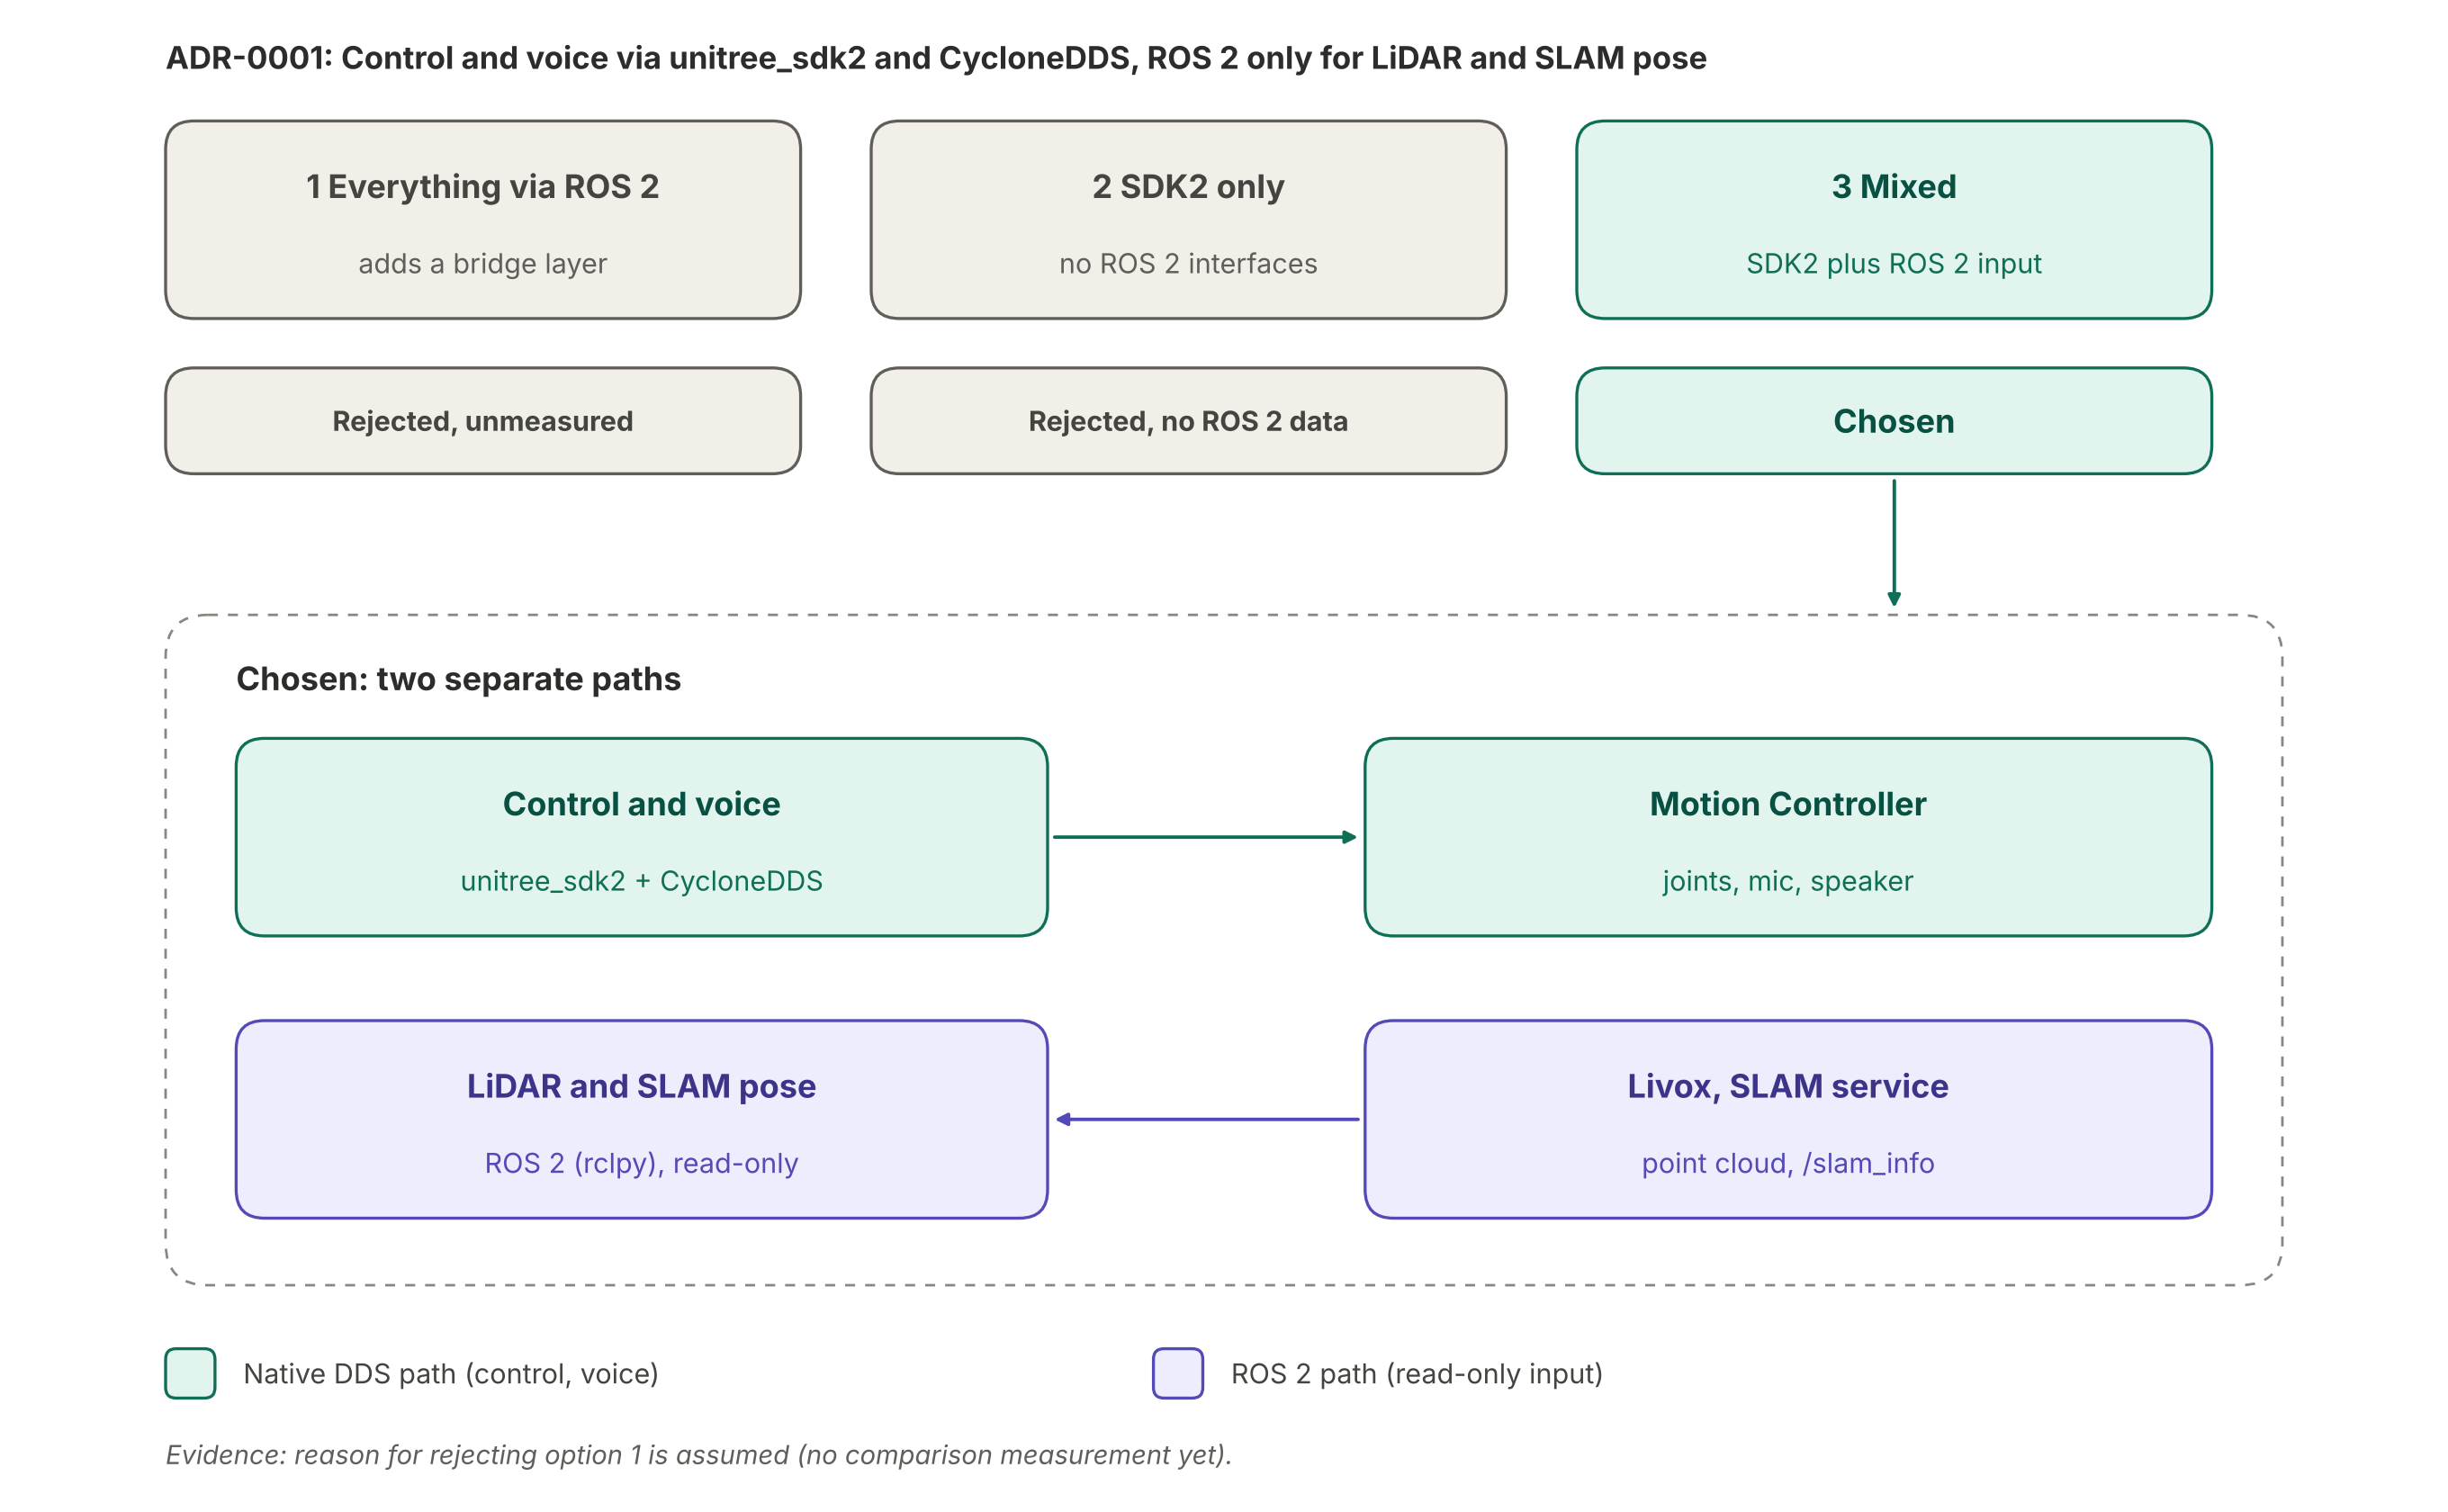 ADR-0001: Control and voice via unitree_sdk2 and CycloneDDS, ROS 2 only for LiDAR and SLAM pose
1 Everything via ROS 2
adds a bridge layer
2 SDK2 only
no ROS 2 interfaces
3 Mixed
SDK2 plus ROS 2 input
Rejected, unmeasured
Rejected, no ROS 2 data
Chosen
Chosen: two separate paths
Control and voice
unitree_sdk2 + CycloneDDS
Motion Controller
joints, mic, speaker
LiDAR and SLAM pose
ROS 2 (rclpy), read-only
Livox, SLAM service
point cloud, /slam_info
Native DDS path (control, voice)
ROS 2 path (read-only input)
Evidence: reason for rejecting option 1 is assumed (no comparison measurement yet).